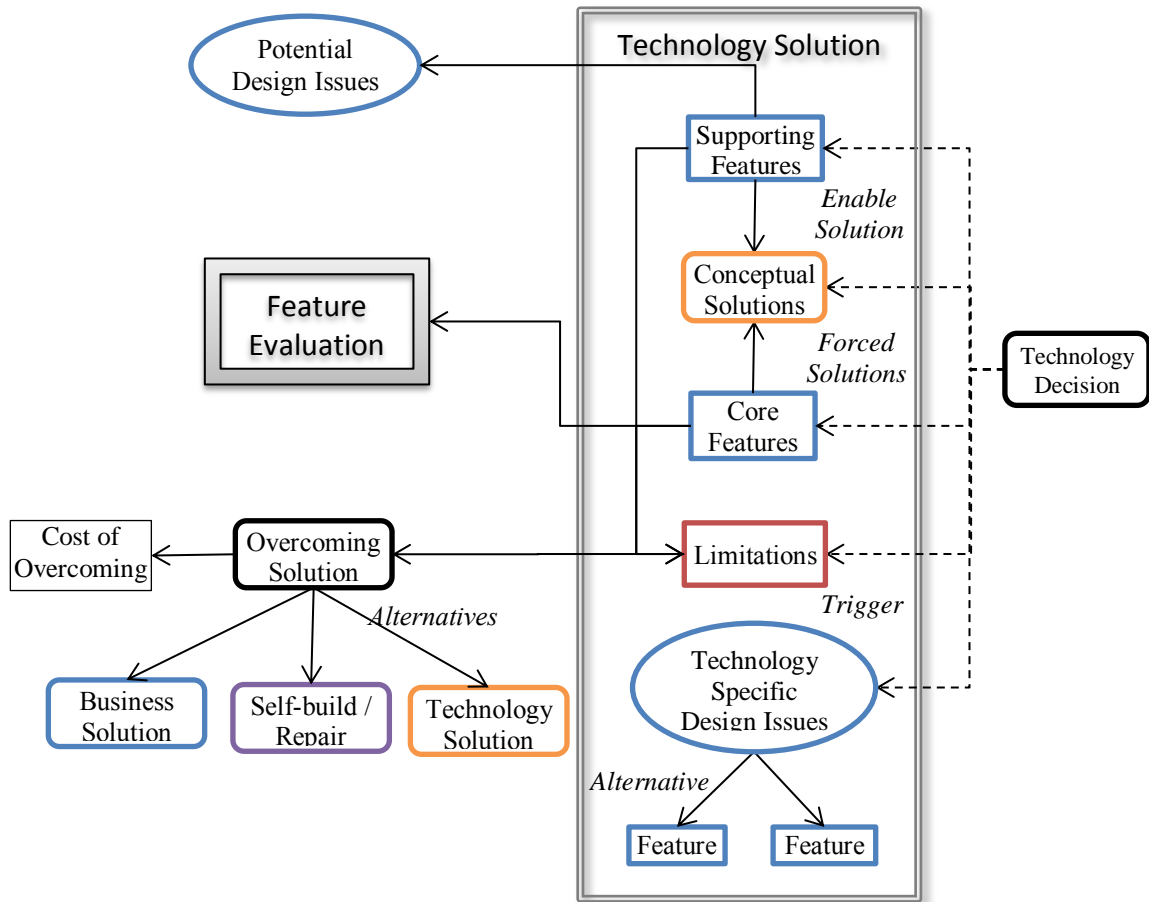 Technology Solution
Potential
Design Issues
Supporting
Features
Enable
Solution
Conceptual
Solutions
Feature
Evaluation
Forced
Solutions
Technology
Decision
Core
Features
Cost of
Overcoming
Overcoming
Solution
Limitations
Alternatives
Trigger
Business
Solution
Self-build /
Repair
Technology
Solution
Technology
Specific
Design Issues
Alternative
Feature
Feature